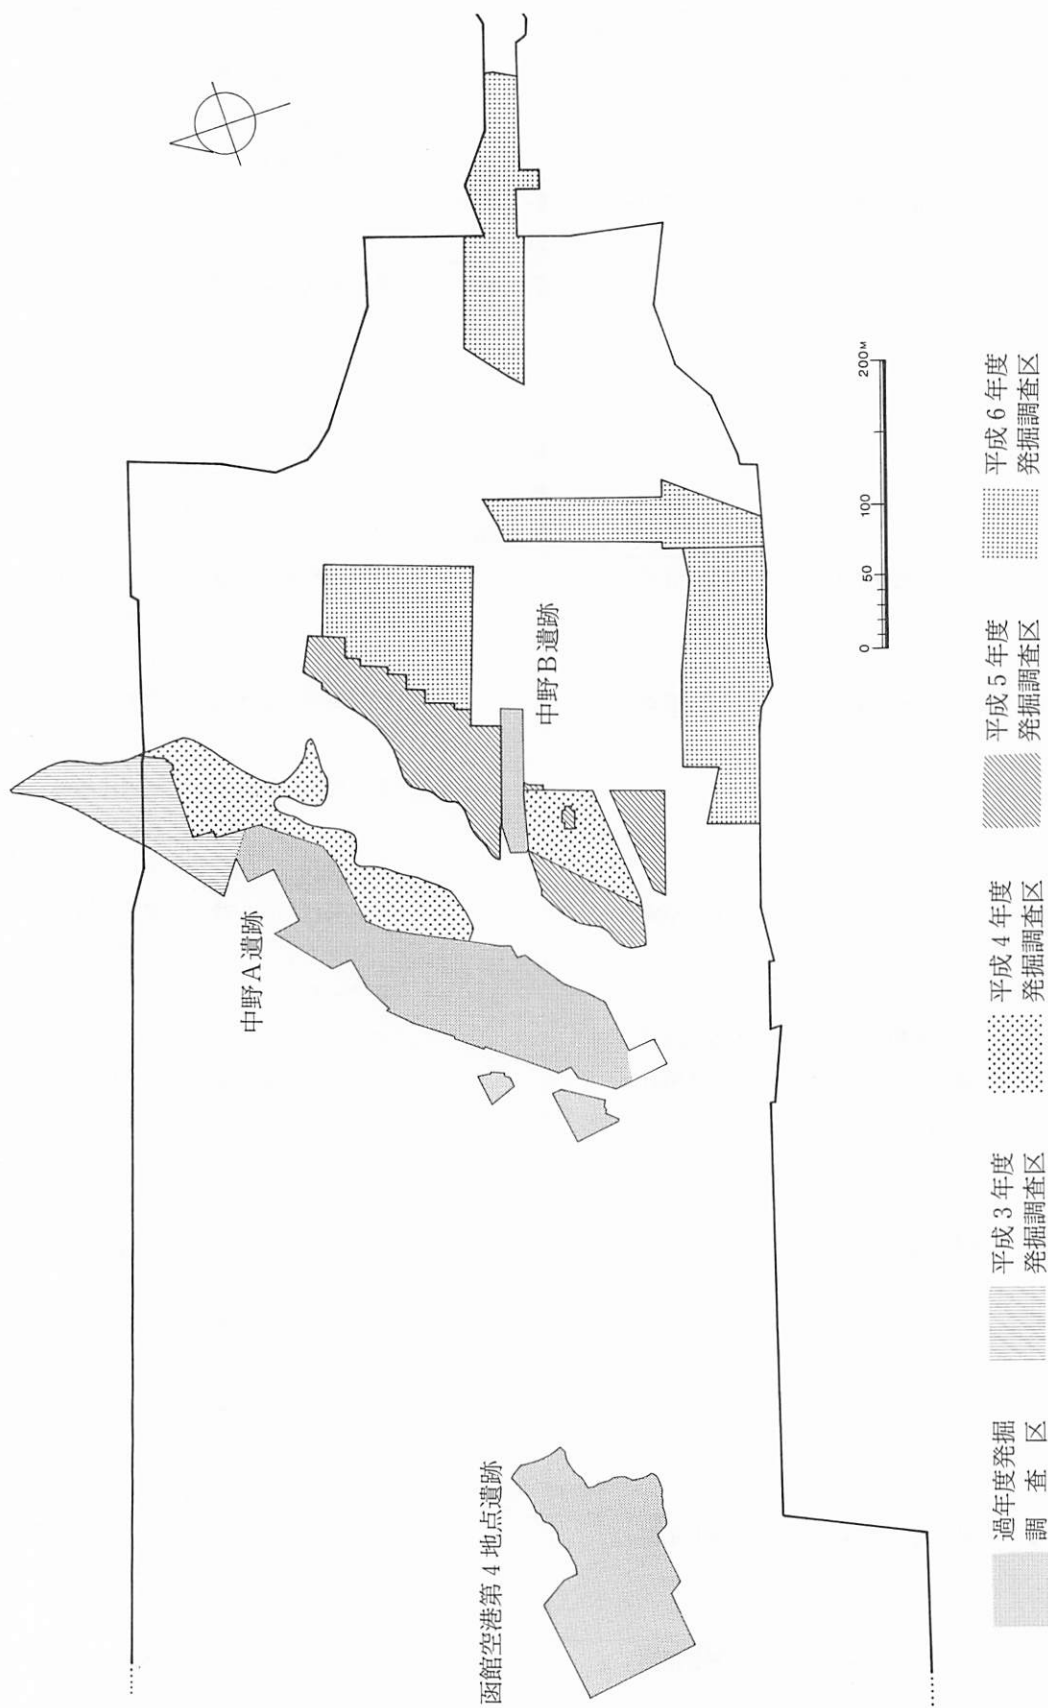 中野A遺跡
中野B遺跡
函館空港第4地点遺跡
0
50
100
200M
過年度発掘
調査区
平成3年度
発掘調査区
平成4年度
発掘調査区
平成5年度
発掘調査区
平成6年度
発掘調査区